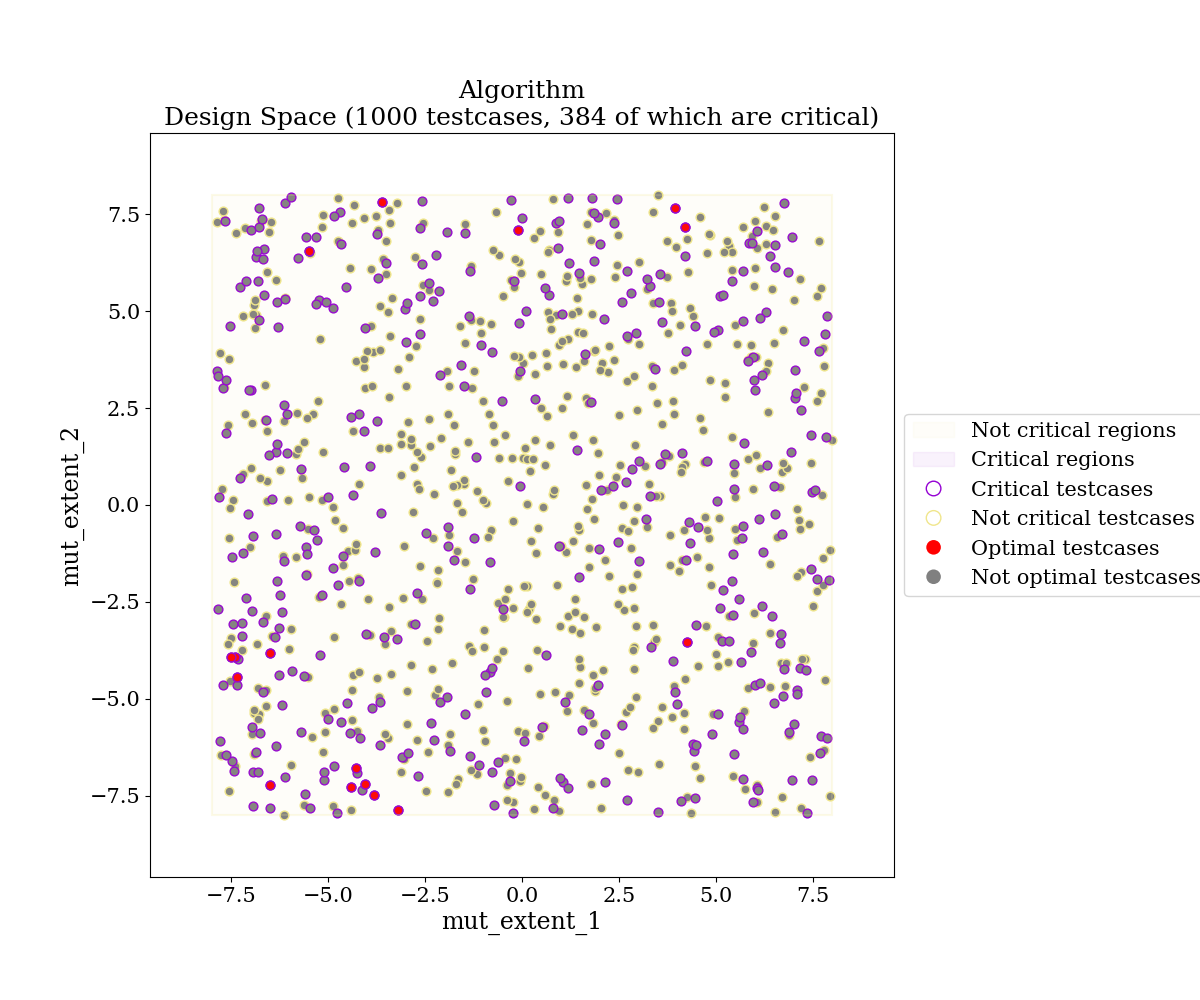 Algorithm
Design Space (1000 testcases, 384 of which are critical)
7.5
5.0
2.5
0.0
−2.5
−5.0
−7.5
mut_extent_2
−7.5 −5.0 −2.5 0.0 2.5 5.0 7.5
mut_extent_1
Not critical regions
Critical regions
Critical testcases
Not critical testcases
Optimal testcases
Not optimal testcases